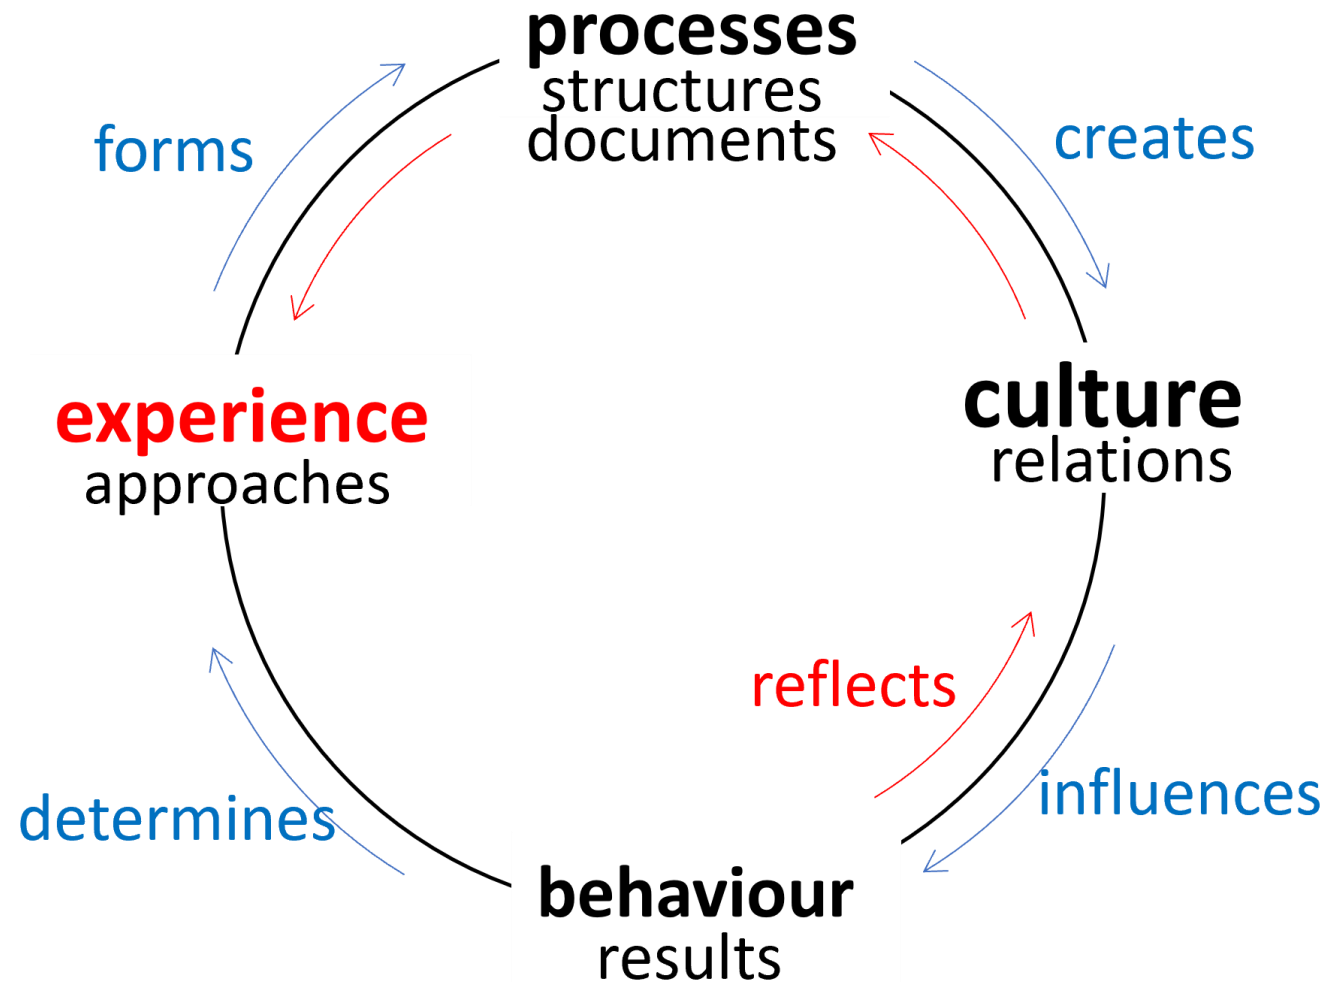 processes
structures
documents
forms
creates
experience
approaches
culture
relations
reflects
influences
determines
behaviour
results